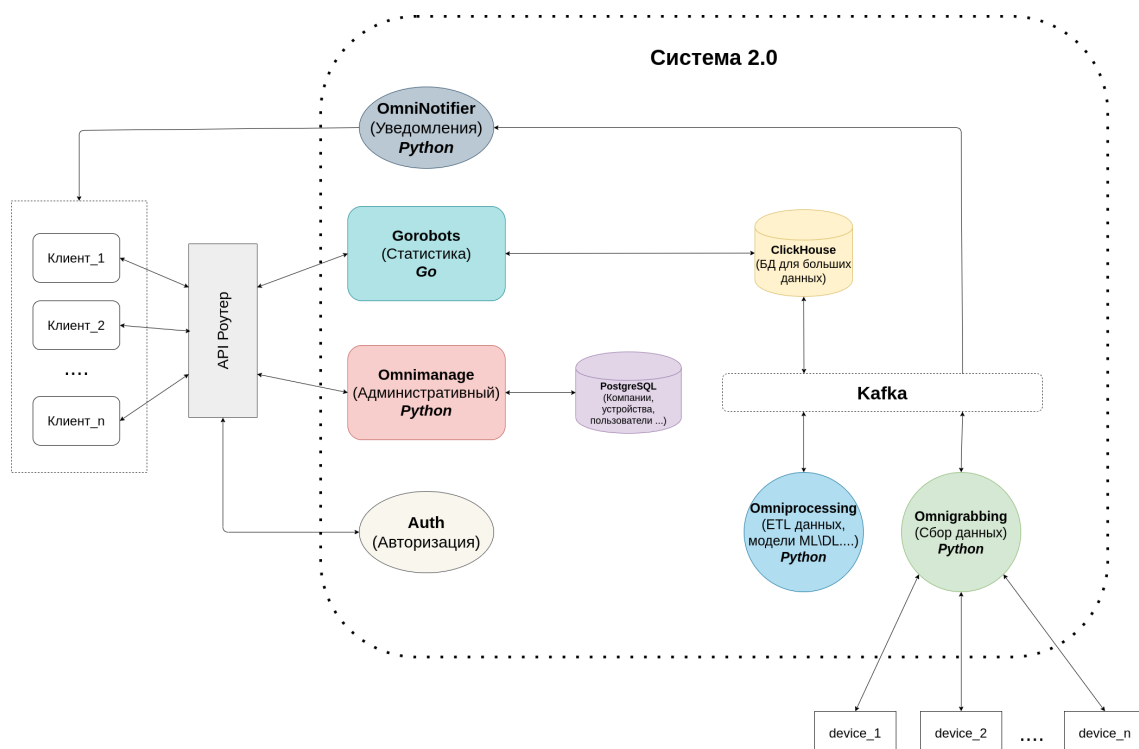 Система 2.0
OmniNotifier
(Уведомления)
Python
Клиент_1
Клиент_2
....
Клиент_n
API Роутер
Gorobots
(Статистика)
Go
ClickHouse
(БД для больших
данных)
Omnimanage
(Административный)
Python
PostgreSQL
(Компании,
устройства,
пользователи ...)
Kafka
Auth
(Авторизация)
Omniprocessing
(ETL данных,
модели ML\DL....)
Python
Omnigrabbing
(Сбор данных)
Python
device_1
device_2
....
device_n